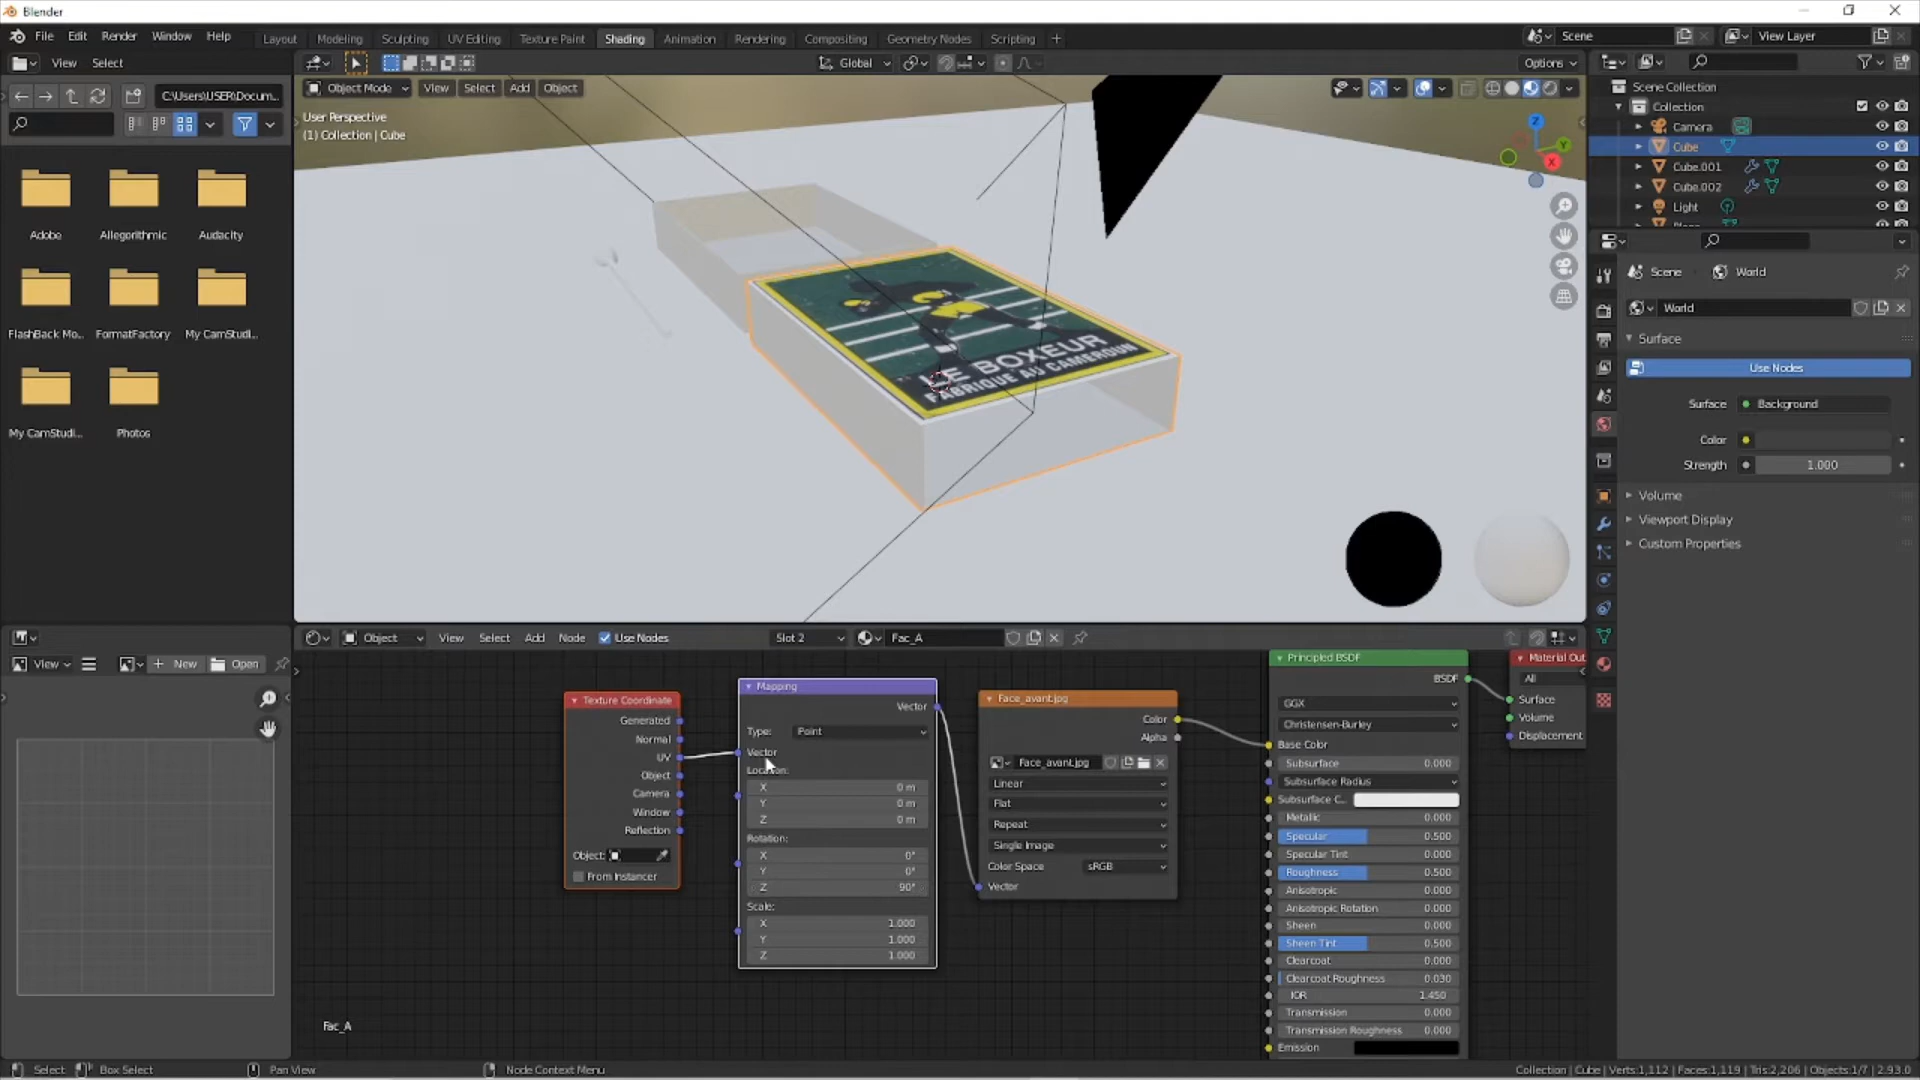 Blender
File Edit Render Window Help
Layout Modeling Sculpting UV Editing Texture Paint Shading Animation Rendering Compositing Geometry Nodes Scripting
Scene
View Layer
View Select
Global
Options
C:\Users\USER\Docum...
Object Mode View Select Add Object
User Perspective
(1) Collection | Cube
Adobe
Allegorithmic
Audacity
FlashBack Mo...
FormatFactory
My CamStudi...
My CamStudi...
Photos
LE BOXEUR
FABRIQUE AU CAMEROUN
Z
Y
X
Scene Collection
Collection
Camera
Cube
Cube.001
Cube.002
Light
Scene World
World
Surface
Use Nodes
Surface Background
Color
Strength 1.000
Volume
Viewport Display
Custom Properties
View New Open
Object View Select Add Node Use Nodes Slot 2 Fac_A
Texture Coordinate
Generated
Normal
UV
Object
Camera
Window
Reflection
Object:
From Instancer
Mapping
Vector
Type: Point
Vector
Location:
X 0 m
Y 0 m
Z 0 m
Rotation:
X 0°
Y 0°
Z 90°
Scale:
X 1.000
Y 1.000
Z 1.000
Face_avant.jpg
Color
Alpha
Face_avant.jpg
Linear
Flat
Repeat
Single Image
Color Space sRGB
Vector
Principled BSDF
BSDF
GGX
Christensen-Burley
Base Color
Subsurface 0.000
Subsurface Radius
Subsurface C...
Metallic 0.000
Specular 0.500
Specular Tint 0.000
Roughness 0.500
Anisotropic 0.000
Anisotropic Rotation 0.000
Sheen 0.000
Sheen Tint 0.500
Clearcoat 0.000
Clearcoat Roughness 0.030
IOR 1.450
Transmission 0.000
Transmission Roughness 0.000
Emission
Material Out
All
Surface
Volume
Displacement
Fac_A
Select Box Select Pan View Node Context Menu
Collection | Cube | Verts:1,112 | Faces:1,119 | Tris:2,206 | Objects:1/7 | 2.93.0